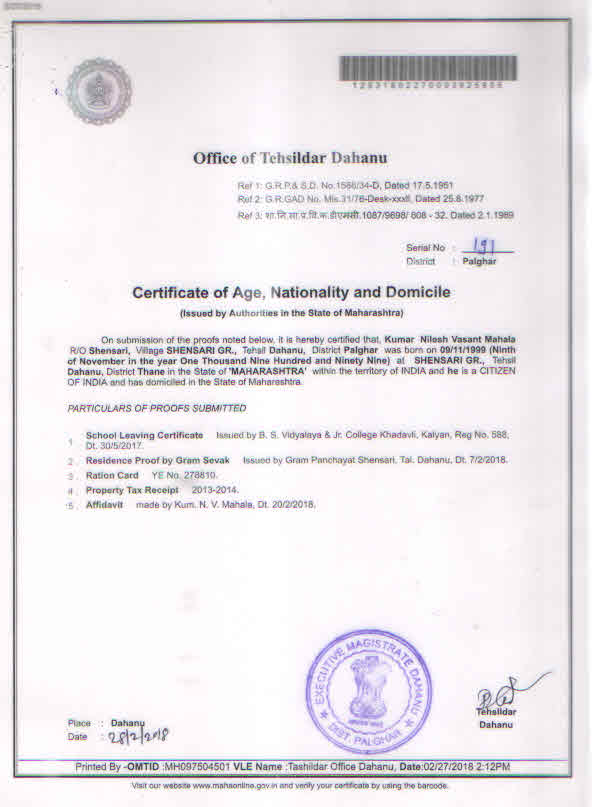 12031802270003925808
Office of Tehsildar Dahanu
Ref 1: G.R.P.& S.D. No.1586/34-D, Dated 17.5.1951
Ref 2: G.R.GAD No. Mis.31/76-Desk-xxxII, Dated 25.8.1977
Ref 3: शा.नि.सा.प्र.वि.क.डीएमसी.1087/9898/ 608 - 32. Dated 2.1.1989
Serial No : 191
District : Palghar
Certificate of Age, Nationality and Domicile
(Issued by Authorities in the State of Maharashtra)
On submission of the proofs noted below, it is hereby certified that, Kumar Nilesh Vasant Mahala
R/O Shensari, Village SHENSARI GR., Tehsil Dahanu, District Palghar was born on 09/11/1999 (Ninth
of November in the year One Thousand Nine Hundred and Ninety Nine) at SHENSARI GR., Tehsil
Dahanu, District Thane in the State of 'MAHARASHTRA' within the territory of INDIA and he is a CITIZEN
OF INDIA and has domiciled in the State of Maharashtra.
PARTICULARS OF PROOFS SUBMITTED
1 School Leaving Certificate Issued by B. S. Vidyalaya & Jr. College Khadavli, Kalyan, Reg No. 588,
Dt. 30/5/2017.
2 . Residence Proof by Gram Sevak Issued by Gram Panchayat Shensari, Tal. Dahanu, Dt. 7/2/2018.
3 . Ration Card YE No. 278810.
4 . Property Tax Receipt 2013-2014.
5 . Affidavit made by Kum. N. V. Mahala, Dt. 20/2/2018.
EXECUTIVE MAGISTRATE DAHANU
DIST. PALGHAR
Tehsildar
Dahanu
Place : Dahanu
Date : 28/2/2018
Printed By -OMTID :MH097504501 VLE Name :Tashildar Office Dahanu, Date:02/27/2018 2:12PM
Visit our website www.mahaonline.gov.in and verify your certificate by using the barcode.